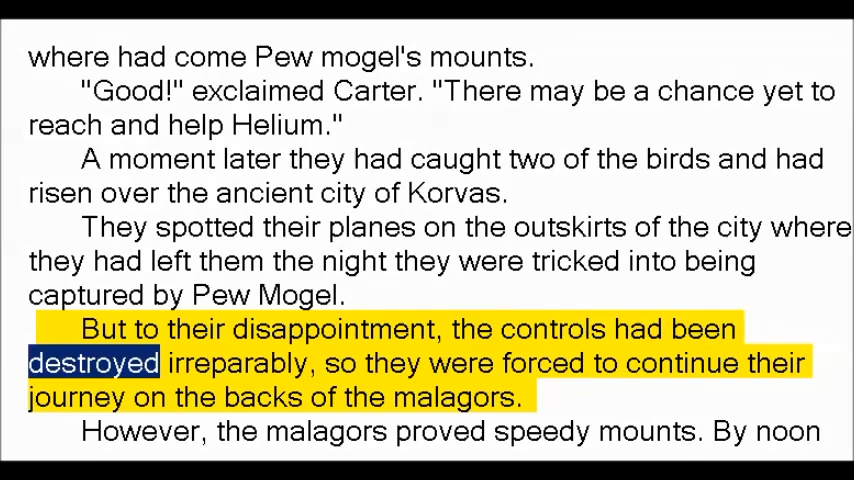 where had come Pew mogel's mounts.
"Good!" exclaimed Carter. "There may be a chance yet to
reach and help Helium."
A moment later they had caught two of the birds and had
risen over the ancient city of Korvas.
They spotted their planes on the outskirts of the city where
they had left them the night they were tricked into being
captured by Pew Mogel.
But to their disappointment, the controls had been
destroyed irreparably, so they were forced to continue their
journey on the backs of the malagors.
However, the malagors proved speedy mounts. By noon